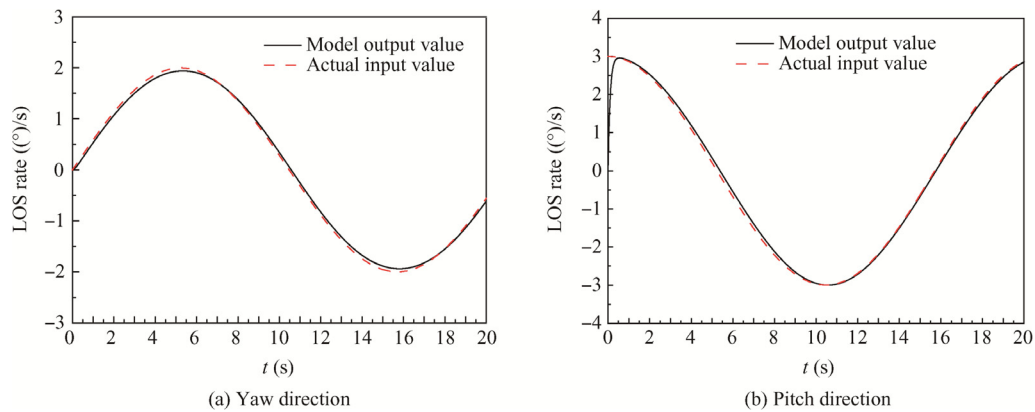 3
2
1
0
−1
−2
−3
LOS rate ((°)/s)
Model output value
Actual input value
0 2 4 6 8 10 12 14 16 18 20
t (s)
(a) Yaw direction
4
3
2
1
0
−1
−2
−3
−4
LOS rate ((°)/s)
Model output value
Actual input value
0 2 4 6 8 10 12 14 16 18 20
t (s)
(b) Pitch direction